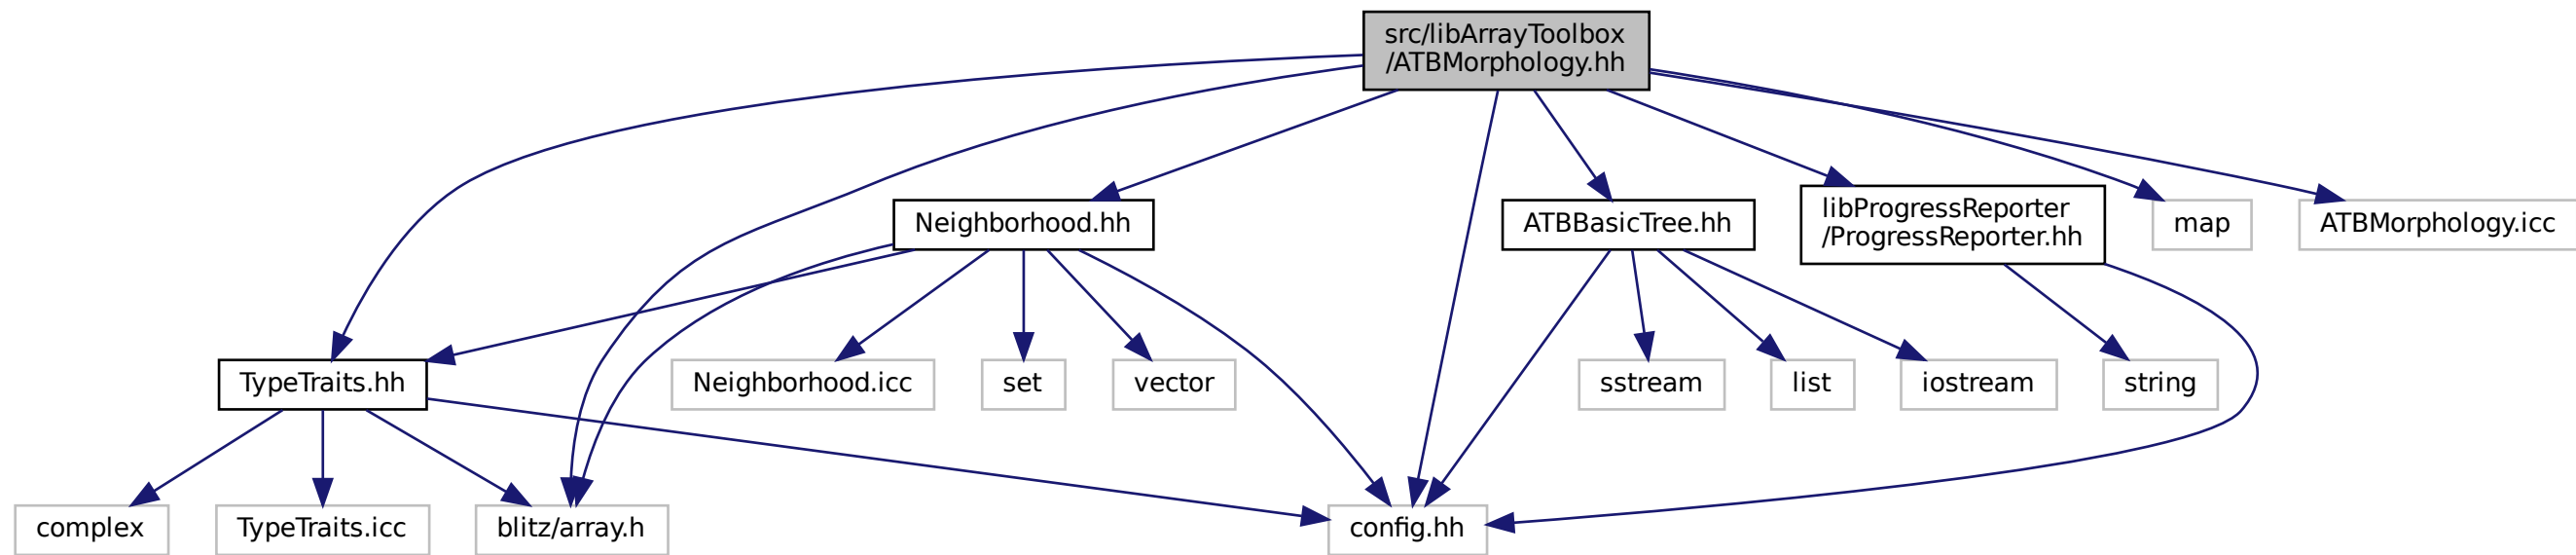 src/libArrayToolbox
/ATBMorphology.hh
Neighborhood.hh
ATBBasicTree.hh
libProgressReporter
/ProgressReporter.hh
map
ATBMorphology.icc
TypeTraits.hh
Neighborhood.icc
set
vector
sstream
list
iostream
string
complex
TypeTraits.icc
blitz/array.h
config.hh